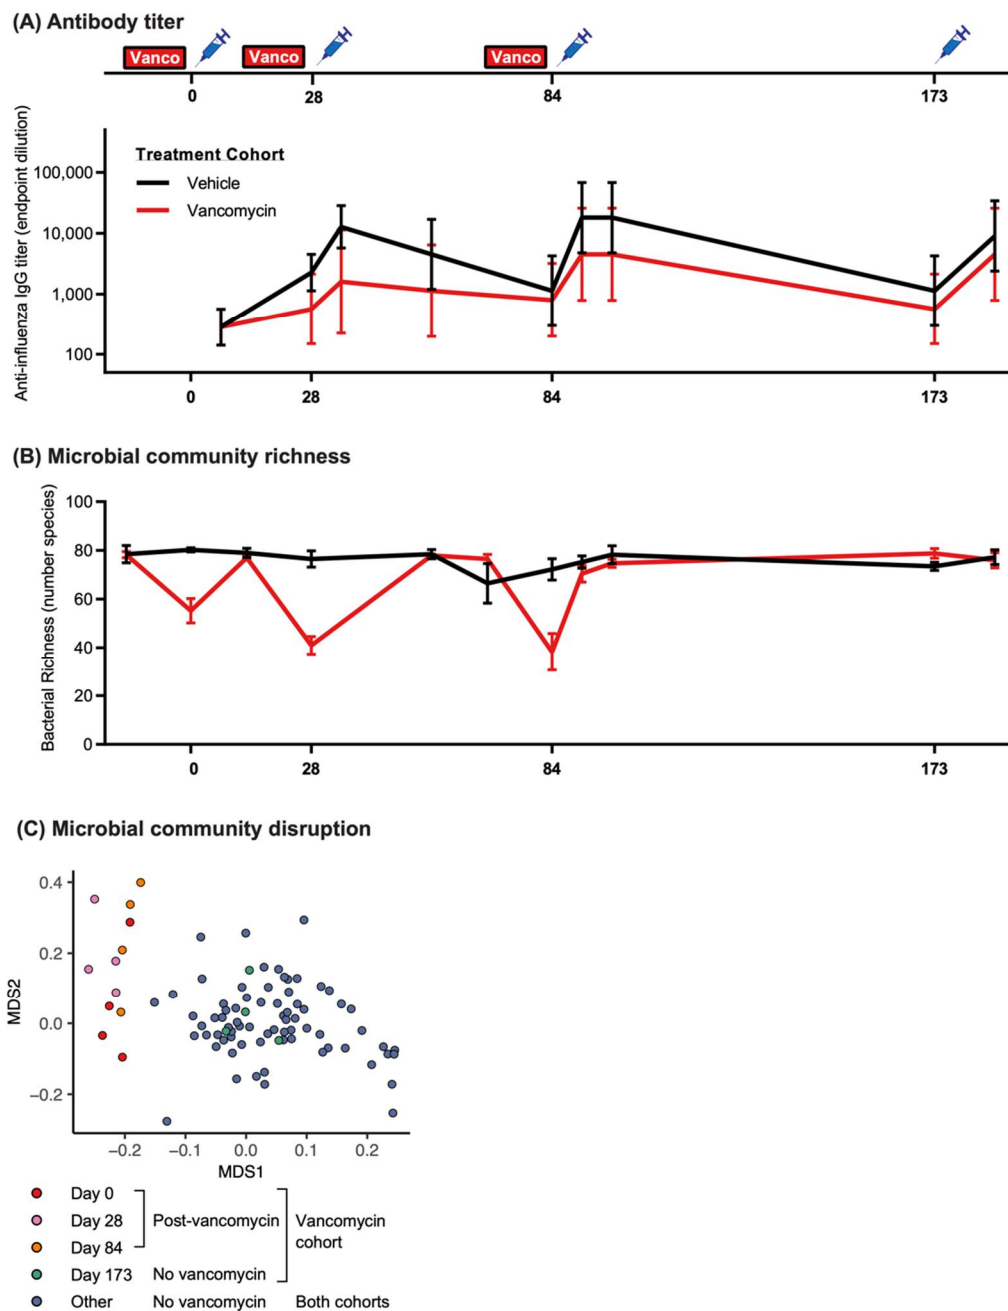 (A) Antibody titer
Vanco Vanco Vanco
0 28 84 173
Anti-influenza IgG titer (endpoint dilution)
Treatment Cohort
100,000
Vehicle
Vancomycin
10,000
1,000
100
0 28 84 173
(B) Microbial community richness
Bacterial Richness (number species)
100
80
60
40
20
0
0 28 84 173
(C) Microbial community disruption
MDS2
0.4
0.2
0.0
−0.2
−0.2 −0.1 0.0 0.1 0.2
MDS1
Day 0
Day 28 Post-vancomycin Vancomycin
cohort
Day 84
Day 173 No vancomycin
Other No vancomycin Both cohorts